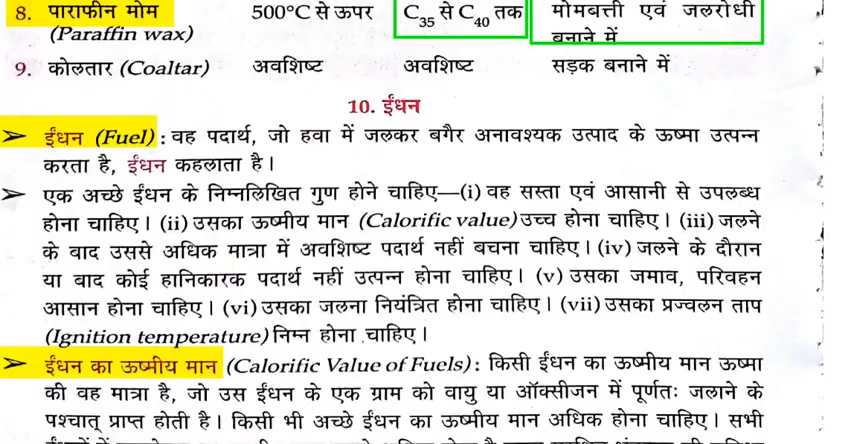 8. पाराफीन मोम 500°C से ऊपर C35 से C40 तक मोमबत्ती एवं जलरोधी
(Paraffin wax) बनाने में
9. कोलतार (Coaltar) अवशिष्ट अवशिष्ट सड़क बनाने में
10. ईंधन
➢ ईंधन (Fuel) : वह पदार्थ, जो हवा में जलकर बगैर अनावश्यक उत्पाद के ऊष्मा उत्पन्न
करता है, ईंधन कहलाता है।
➢ एक अच्छे ईंधन के निम्नलिखित गुण होने चाहिए—(i) वह सस्ता एवं आसानी से उपलब्ध
होना चाहिए। (ii) उसका ऊष्मीय मान (Calorific value) उच्च होना चाहिए। (iii) जलने
के बाद उससे अधिक मात्रा में अवशिष्ट पदार्थ नहीं बचना चाहिए। (iv) जलने के दौरान
या बाद कोई हानिकारक पदार्थ नहीं उत्पन्न होना चाहिए। (v) उसका जमाव, परिवहन
आसान होना चाहिए। (vi) उसका जलना नियंत्रित होना चाहिए। (vii) उसका प्रज्वलन ताप
(Ignition temperature) निम्न होना चाहिए।
➢ ईंधन का ऊष्मीय मान (Calorific Value of Fuels) : किसी ईंधन का ऊष्मीय मान ऊष्मा
की वह मात्रा है, जो उस ईंधन के एक ग्राम को वायु या ऑक्सीजन में पूर्णतः जलाने के
पश्चात् प्राप्त होती है। किसी भी अच्छे ईंधन का ऊष्मीय मान अधिक होना चाहिए। सभी